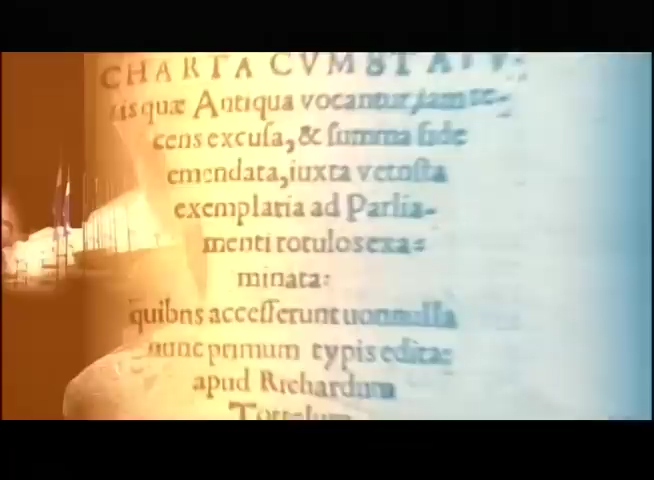 CHARTA CVM STATV-
tis quæ Antiqua vocantur, iam re-
cens excusa, & summa fide
emendata, iuxta vetusta
exemplaria ad Parlia-
menti rotulos exa-
minata:
quibus accesserunt nonnulla
nunc primum typis edita:
apud Richardum
Tottelum